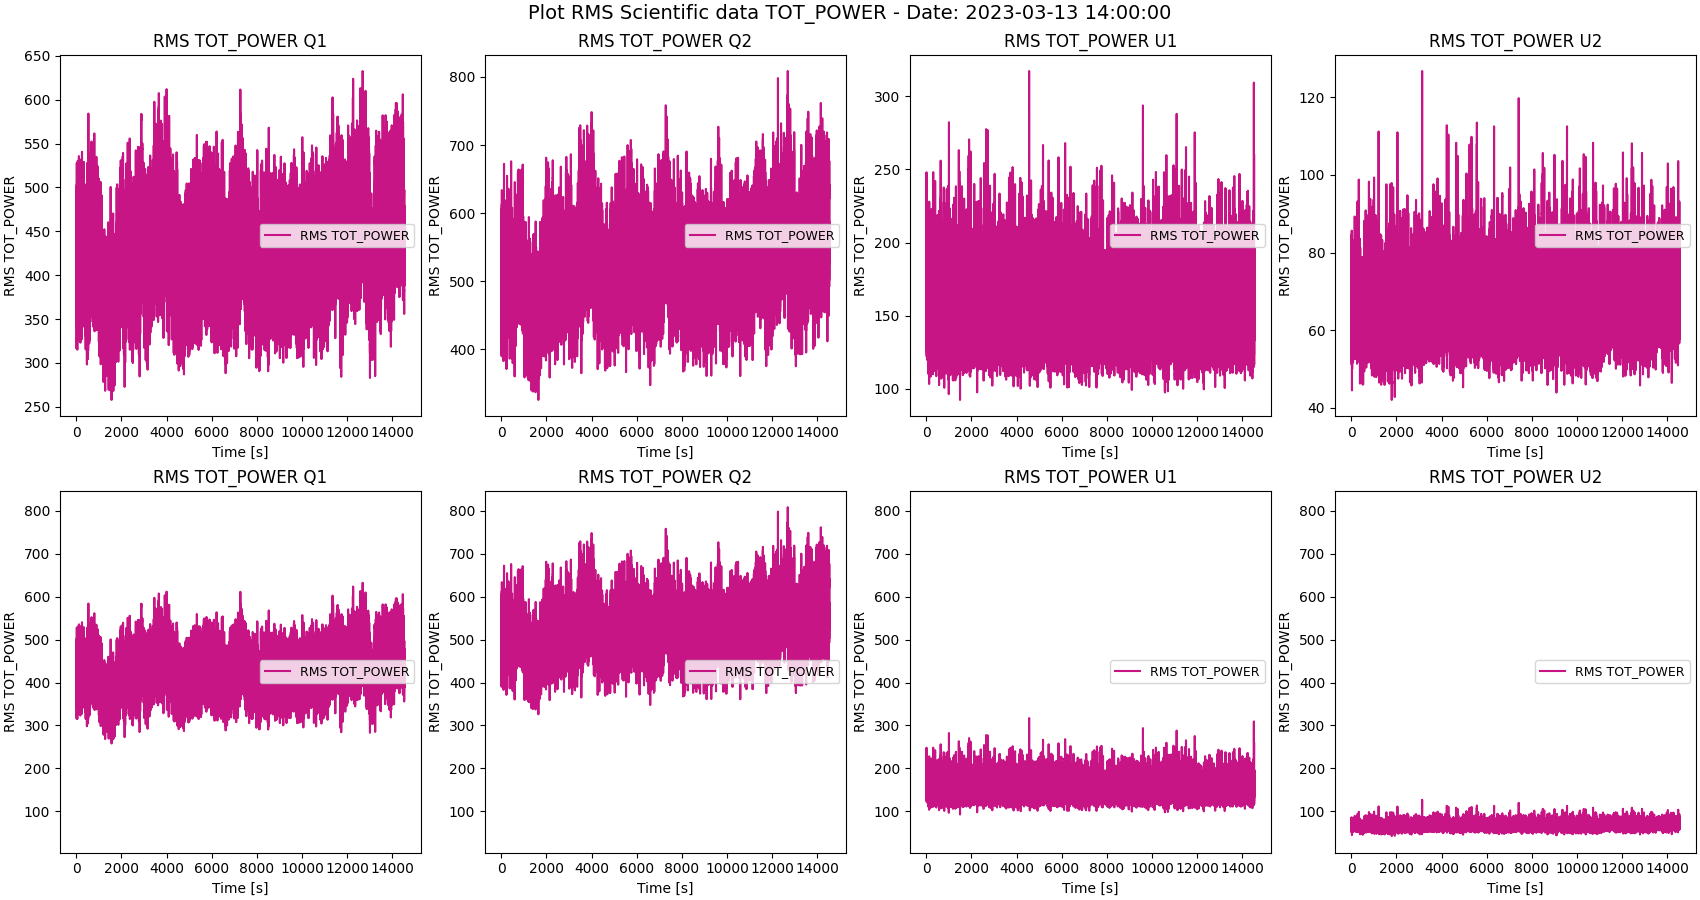 Plot RMS Scientific data TOT_POWER - Date: 2023-03-13 14:00:00
RMS TOT_POWER Q1
RMS TOT_POWER
650
600
550
500
450
400
350
300
250
RMS TOT_POWER
0 2000 4000 6000 8000 10000 12000 14000
Time [s]
RMS TOT_POWER Q2
RMS TOT_POWER
800
700
600
500
400
RMS TOT_POWER
0 2000 4000 6000 8000 10000 12000 14000
Time [s]
RMS TOT_POWER U1
RMS TOT_POWER
300
250
200
150
100
RMS TOT_POWER
0 2000 4000 6000 8000 10000 12000 14000
Time [s]
RMS TOT_POWER U2
RMS TOT_POWER
120
100
80
60
40
RMS TOT_POWER
0 2000 4000 6000 8000 10000 12000 14000
Time [s]
RMS TOT_POWER Q1
RMS TOT_POWER
800
700
600
500
400
300
200
100
RMS TOT_POWER
0 2000 4000 6000 8000 10000 12000 14000
Time [s]
RMS TOT_POWER Q2
RMS TOT_POWER
800
700
600
500
400
300
200
100
RMS TOT_POWER
0 2000 4000 6000 8000 10000 12000 14000
Time [s]
RMS TOT_POWER U1
RMS TOT_POWER
800
700
600
500
400
300
200
100
RMS TOT_POWER
0 2000 4000 6000 8000 10000 12000 14000
Time [s]
RMS TOT_POWER U2
RMS TOT_POWER
800
700
600
500
400
300
200
100
RMS TOT_POWER
0 2000 4000 6000 8000 10000 12000 14000
Time [s]